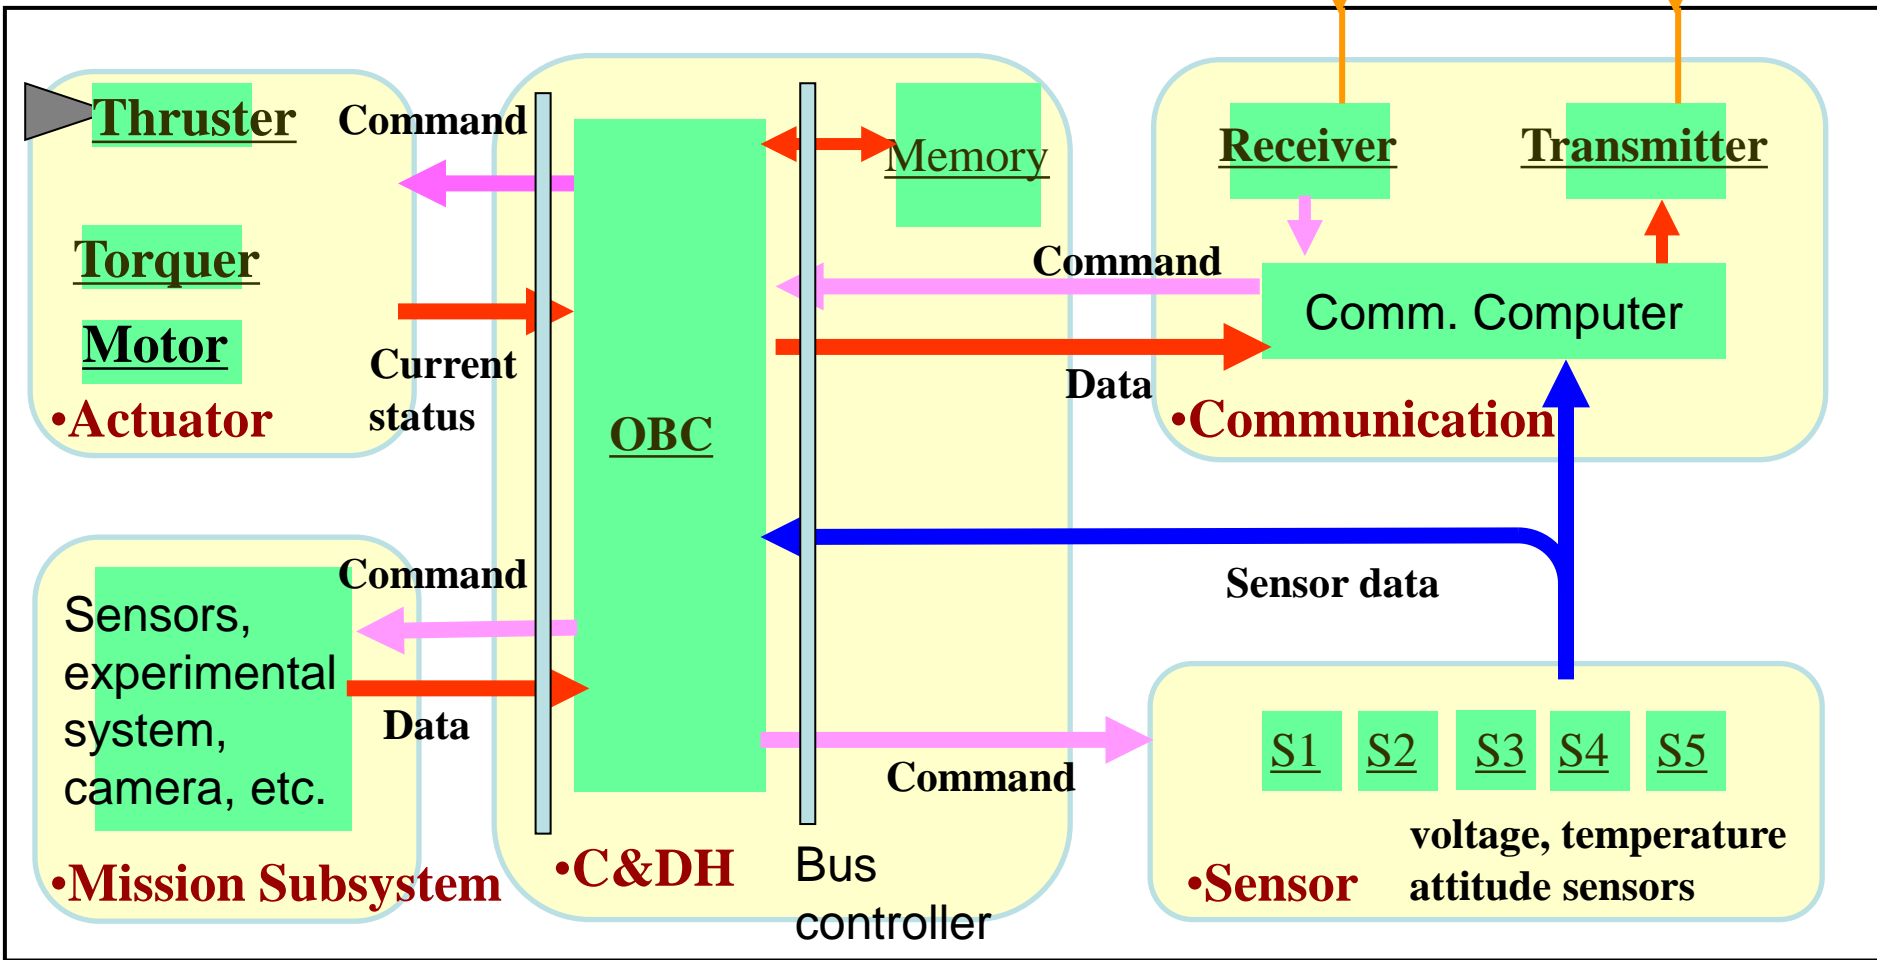 Thruster
Torquer
Motor
•Actuator
Command
Current
status
OBC
Memory
Command
Data
Receiver
Transmitter
Comm. Computer
•Communication
Sensors,
experimental
system,
camera, etc.
•Mission Subsystem
Command
Data
•C&DH
Bus
controller
Sensor data
Command
S1 S2 S3 S4 S5
voltage, temperature
attitude sensors
•Sensor